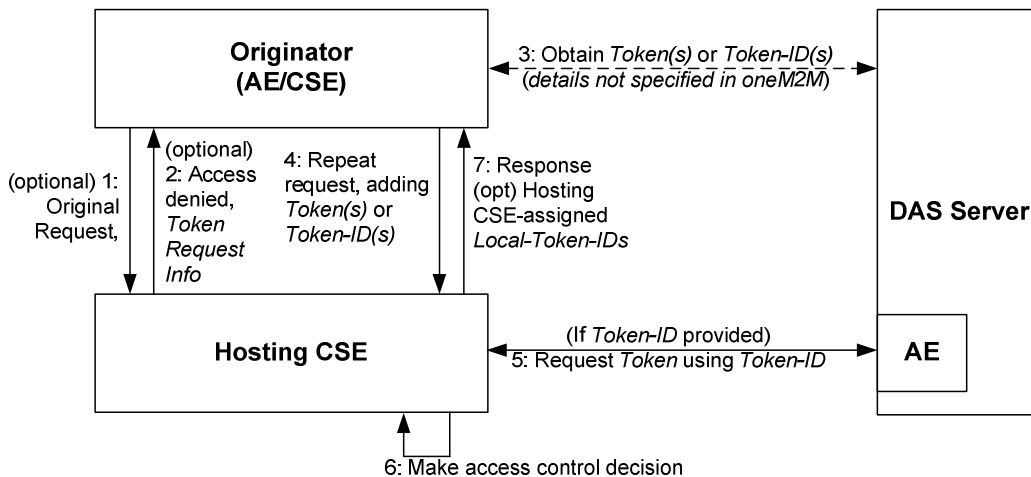 Originator
(AE/CSE)
3: Obtain Token(s) or Token-ID(s)
(details not specified in oneM2M)
(optional) 1:
Original
Request,
(optional)
2: Access
denied,
Token
Request
Info
4: Repeat
request, adding
Token(s) or
Token-ID(s)
7: Response
(opt) Hosting
CSE-assigned
Local-Token-IDs
DAS Server
Hosting CSE
(If Token-ID provided)
5: Request Token using Token-ID
AE
6: Make access control decision